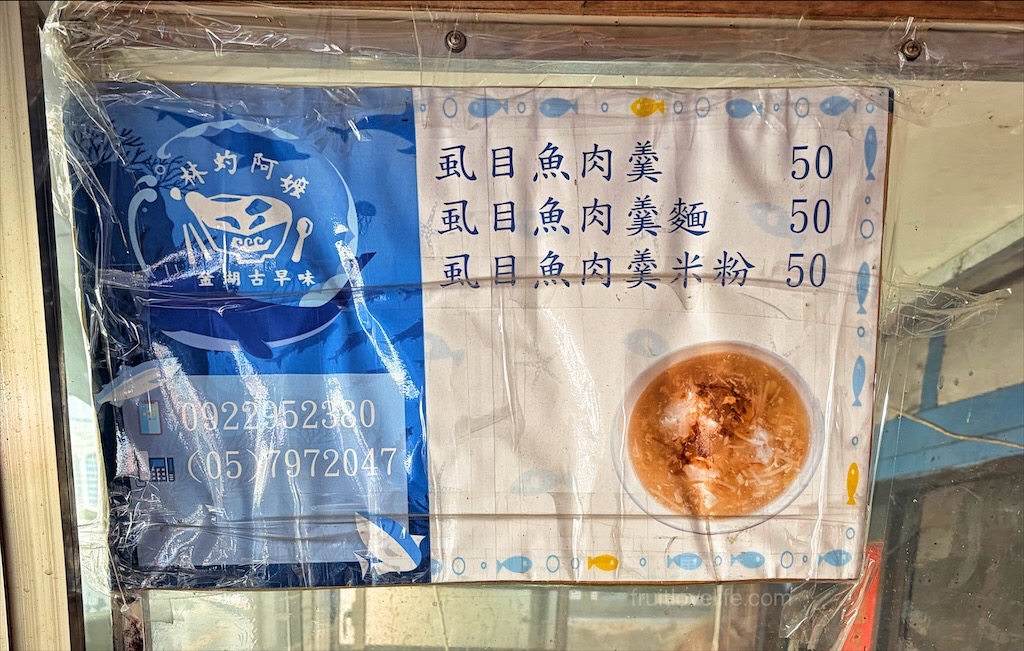 林灼阿嬤
金湖古早味
0922952380
(05)7972047
虱目魚肉羹 50
虱目魚肉羹麵 50
虱目魚肉羹米粉 50
fruitlovelife.com